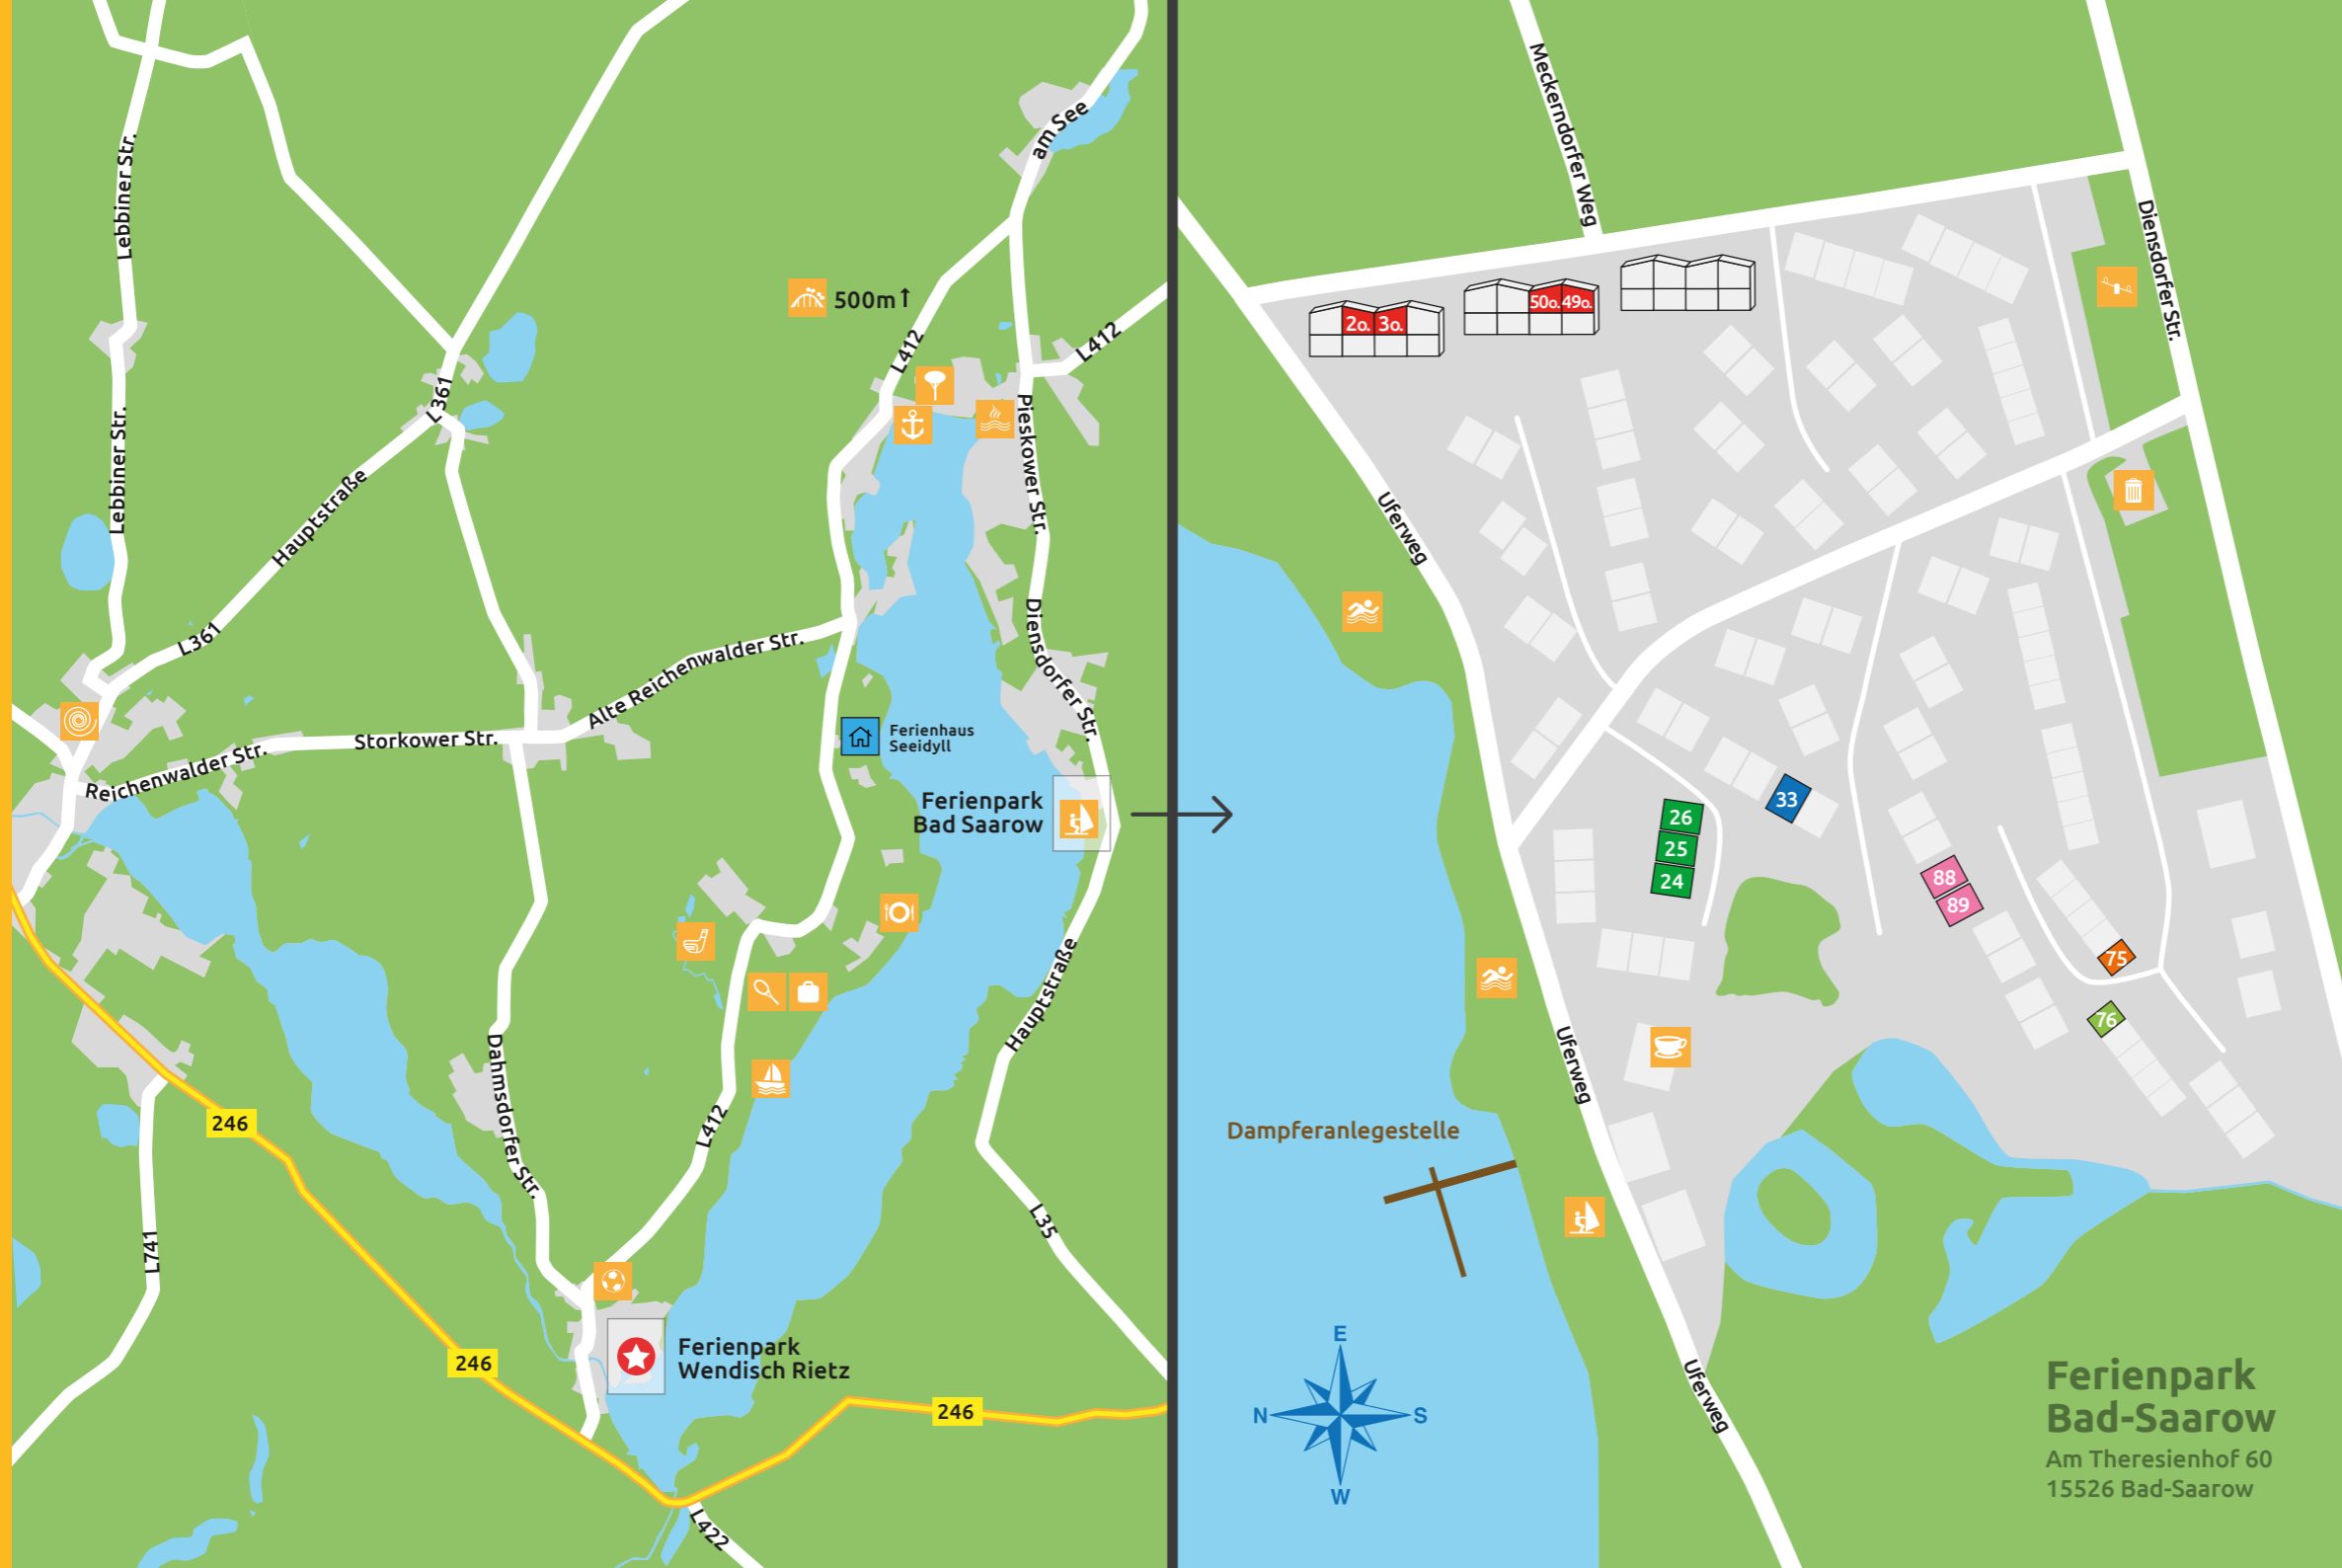 Lebbiner Str.
Lebbiner Str.
Hauptstraße
L361
L361
Reichenwalder Str.
Storkower Str.
Alte Reichenwalder Str.
500m↑
am See
L412
L412
Pieskower Str.
Diensdorfer Str.
Ferienhaus
Seeidyll
Ferienpark
Bad Saarow
Hauptstraße
L35
Dahmsdorfer Str.
L412
246
L741
246
246
Ferienpark
Wendisch Rietz
L422
Meckerndorfer Weg
Diensdorfer Str.
2o.
3o.
50o.
49o.
Uferweg
26
25
24
33
88
89
75
76
Uferweg
Dampferanlegestelle
Uferweg
E
N
S
W
Ferienpark
Bad-Saarow
Am Theresienhof 60
15526 Bad-Saarow